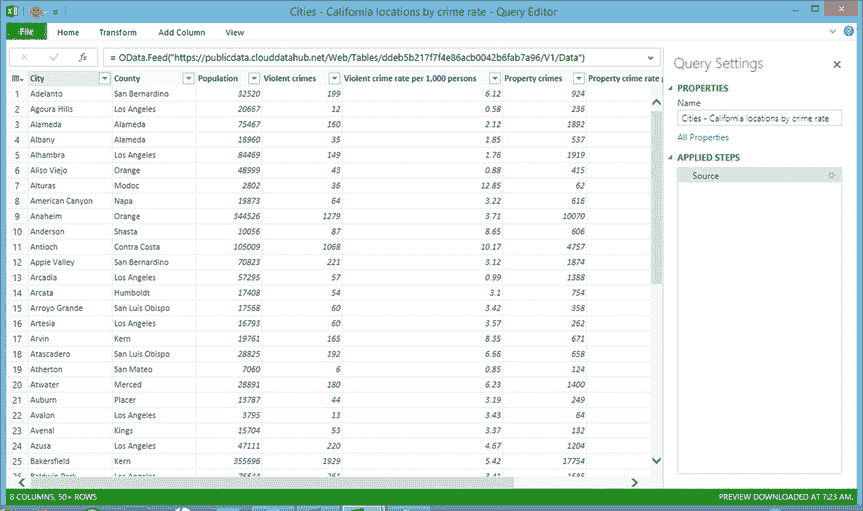 Cities - California locations by crime rate - Query Editor
File Home Transform Add Column View
fx = OData.Feed("https://publicdata.clouddatahub.net/Web/Tables/ddeb5b217f7f4e86acb0042b6fab7a96/V1/Data")
City County Population Violent crimes Violent crime rate per 1,000 persons Property crimes Property crime rate
1 Adelanto San Bernardino 32520 199 6.12 924
2 Agoura Hills Los Angeles 20667 12 0.58 236
3 Alameda Alameda 75467 160 2.12 1892
4 Albany Alameda 18960 35 1.85 537
5 Alhambra Los Angeles 84469 149 1.76 1919
6 Aliso Viejo Orange 48999 43 0.88 415
7 Alturas Modoc 2802 36 12.85 62
8 American Canyon Napa 19873 64 3.22 616
9 Anaheim Orange 344526 1279 3.71 10070
10 Anderson Shasta 10056 87 8.65 606
11 Antioch Contra Costa 105009 1068 10.17 4757
12 Apple Valley San Bernardino 70823 221 3.12 1874
13 Arcadia Los Angeles 57295 57 0.99 1388
14 Arcata Humboldt 17408 54 3.1 754
15 Arroyo Grande San Luis Obispo 17568 60 3.42 358
16 Artesia Los Angeles 16793 60 3.57 262
17 Arvin Kern 19761 165 8.35 671
18 Atascadero San Luis Obispo 28825 192 6.66 658
19 Atherton San Mateo 7060 6 0.85 124
20 Atwater Merced 28891 180 6.23 1400
21 Auburn Placer 13787 44 3.19 249
22 Avalon Los Angeles 3795 13 3.43 64
23 Avenal Kings 15704 53 3.37 132
24 Azusa Los Angeles 47111 220 4.67 1204
25 Bakersfield Kern 355696 1929 5.42 17754
26 Baldwin Park Los Angeles 76644 261 3.41 1585
Query Settings
PROPERTIES
Name
Cities - California locations by crime rate
All Properties
APPLIED STEPS
Source
8 COLUMNS, 50+ ROWS PREVIEW DOWNLOADED AT 7:23 AM.